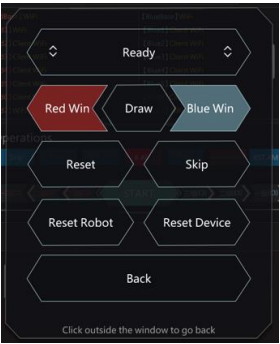 Ready
Red Win Draw Blue Win
Reset Skip
Reset Robot Reset Device
Back
Click outside the window to go back